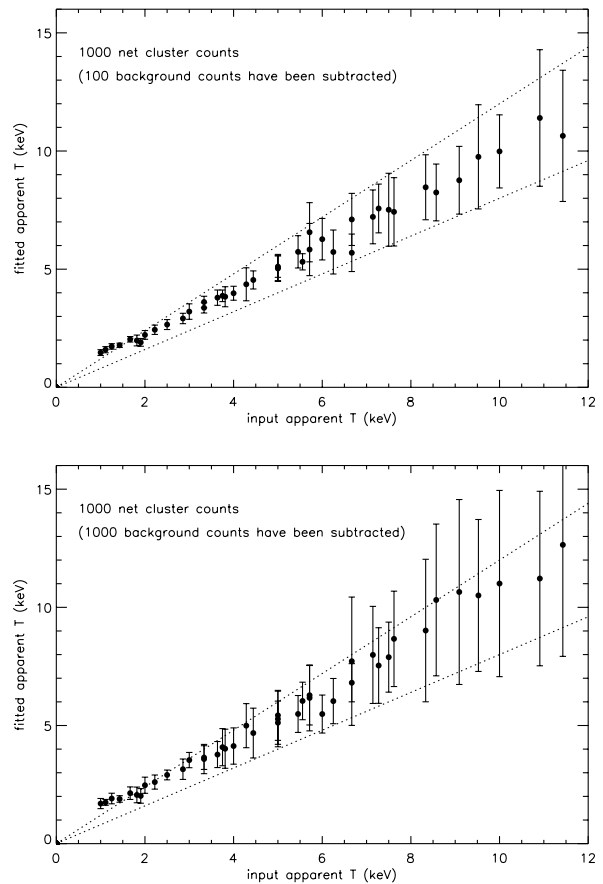 15
1000 net cluster counts
(100 background counts have been subtracted)
10
fitted apparent T (keV)
5
0
0 2 4 6 8 10 12
input apparent T (keV)
15
1000 net cluster counts
(1000 background counts have been subtracted)
10
fitted apparent T (keV)
5
0
0 2 4 6 8 10 12
input apparent T (keV)